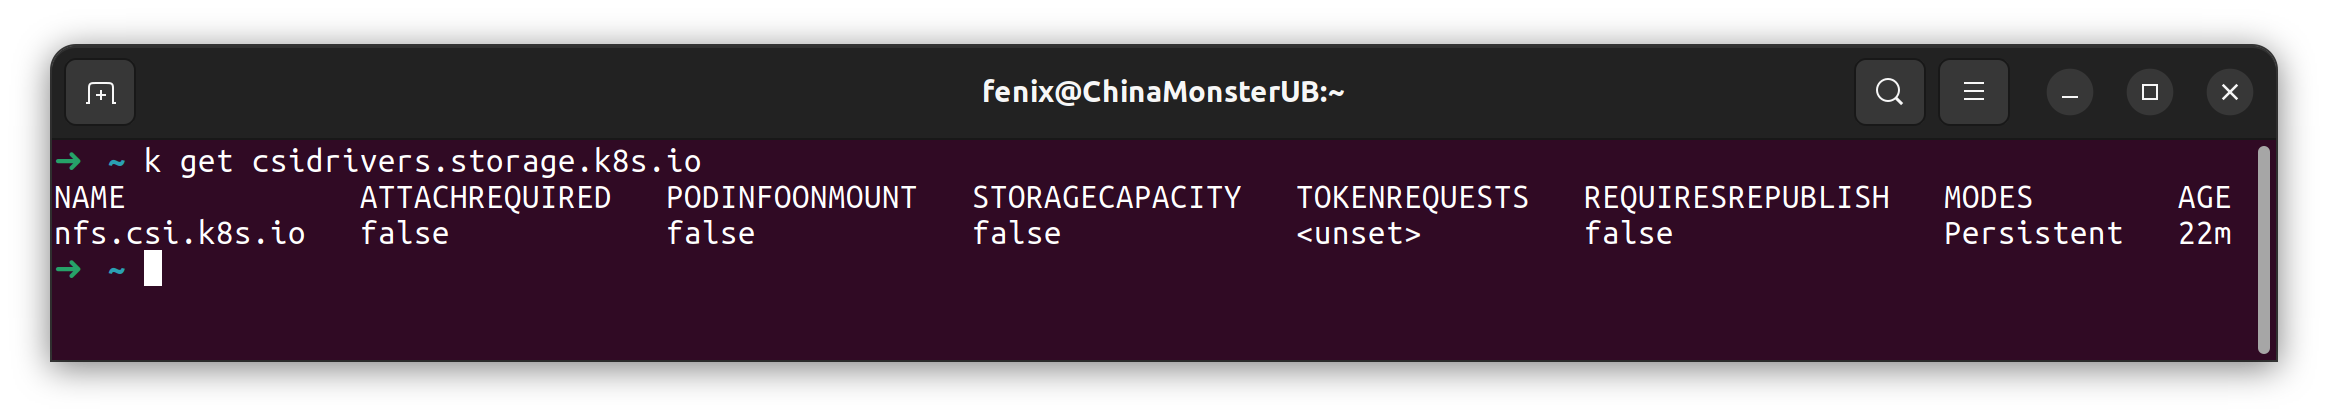 fenix@ChinaMonsterUB:~
➜ ~ k get csidrivers.storage.k8s.io
NAME ATTACHREQUIRED PODINFOONMOUNT STORAGECAPACITY TOKENREQUESTS REQUIRESREPUBLISH MODES AGE
nfs.csi.k8s.io false false false <unset> false Persistent 22m
➜ ~